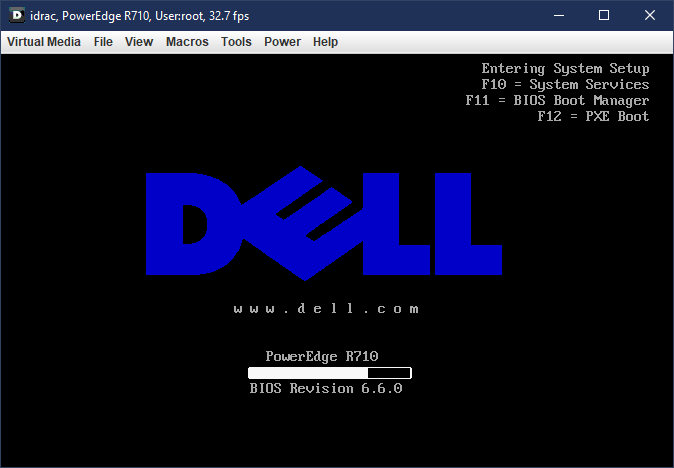 idrac, PowerEdge R710, User:root, 32.7 fps
Virtual Media File View Macros Tools Power Help
Entering System Setup
F10 = System Services
F11 = BIOS Boot Manager
F12 = PXE Boot
DELL
www.dell.com
PowerEdge R710
BIOS Revision 6.6.0